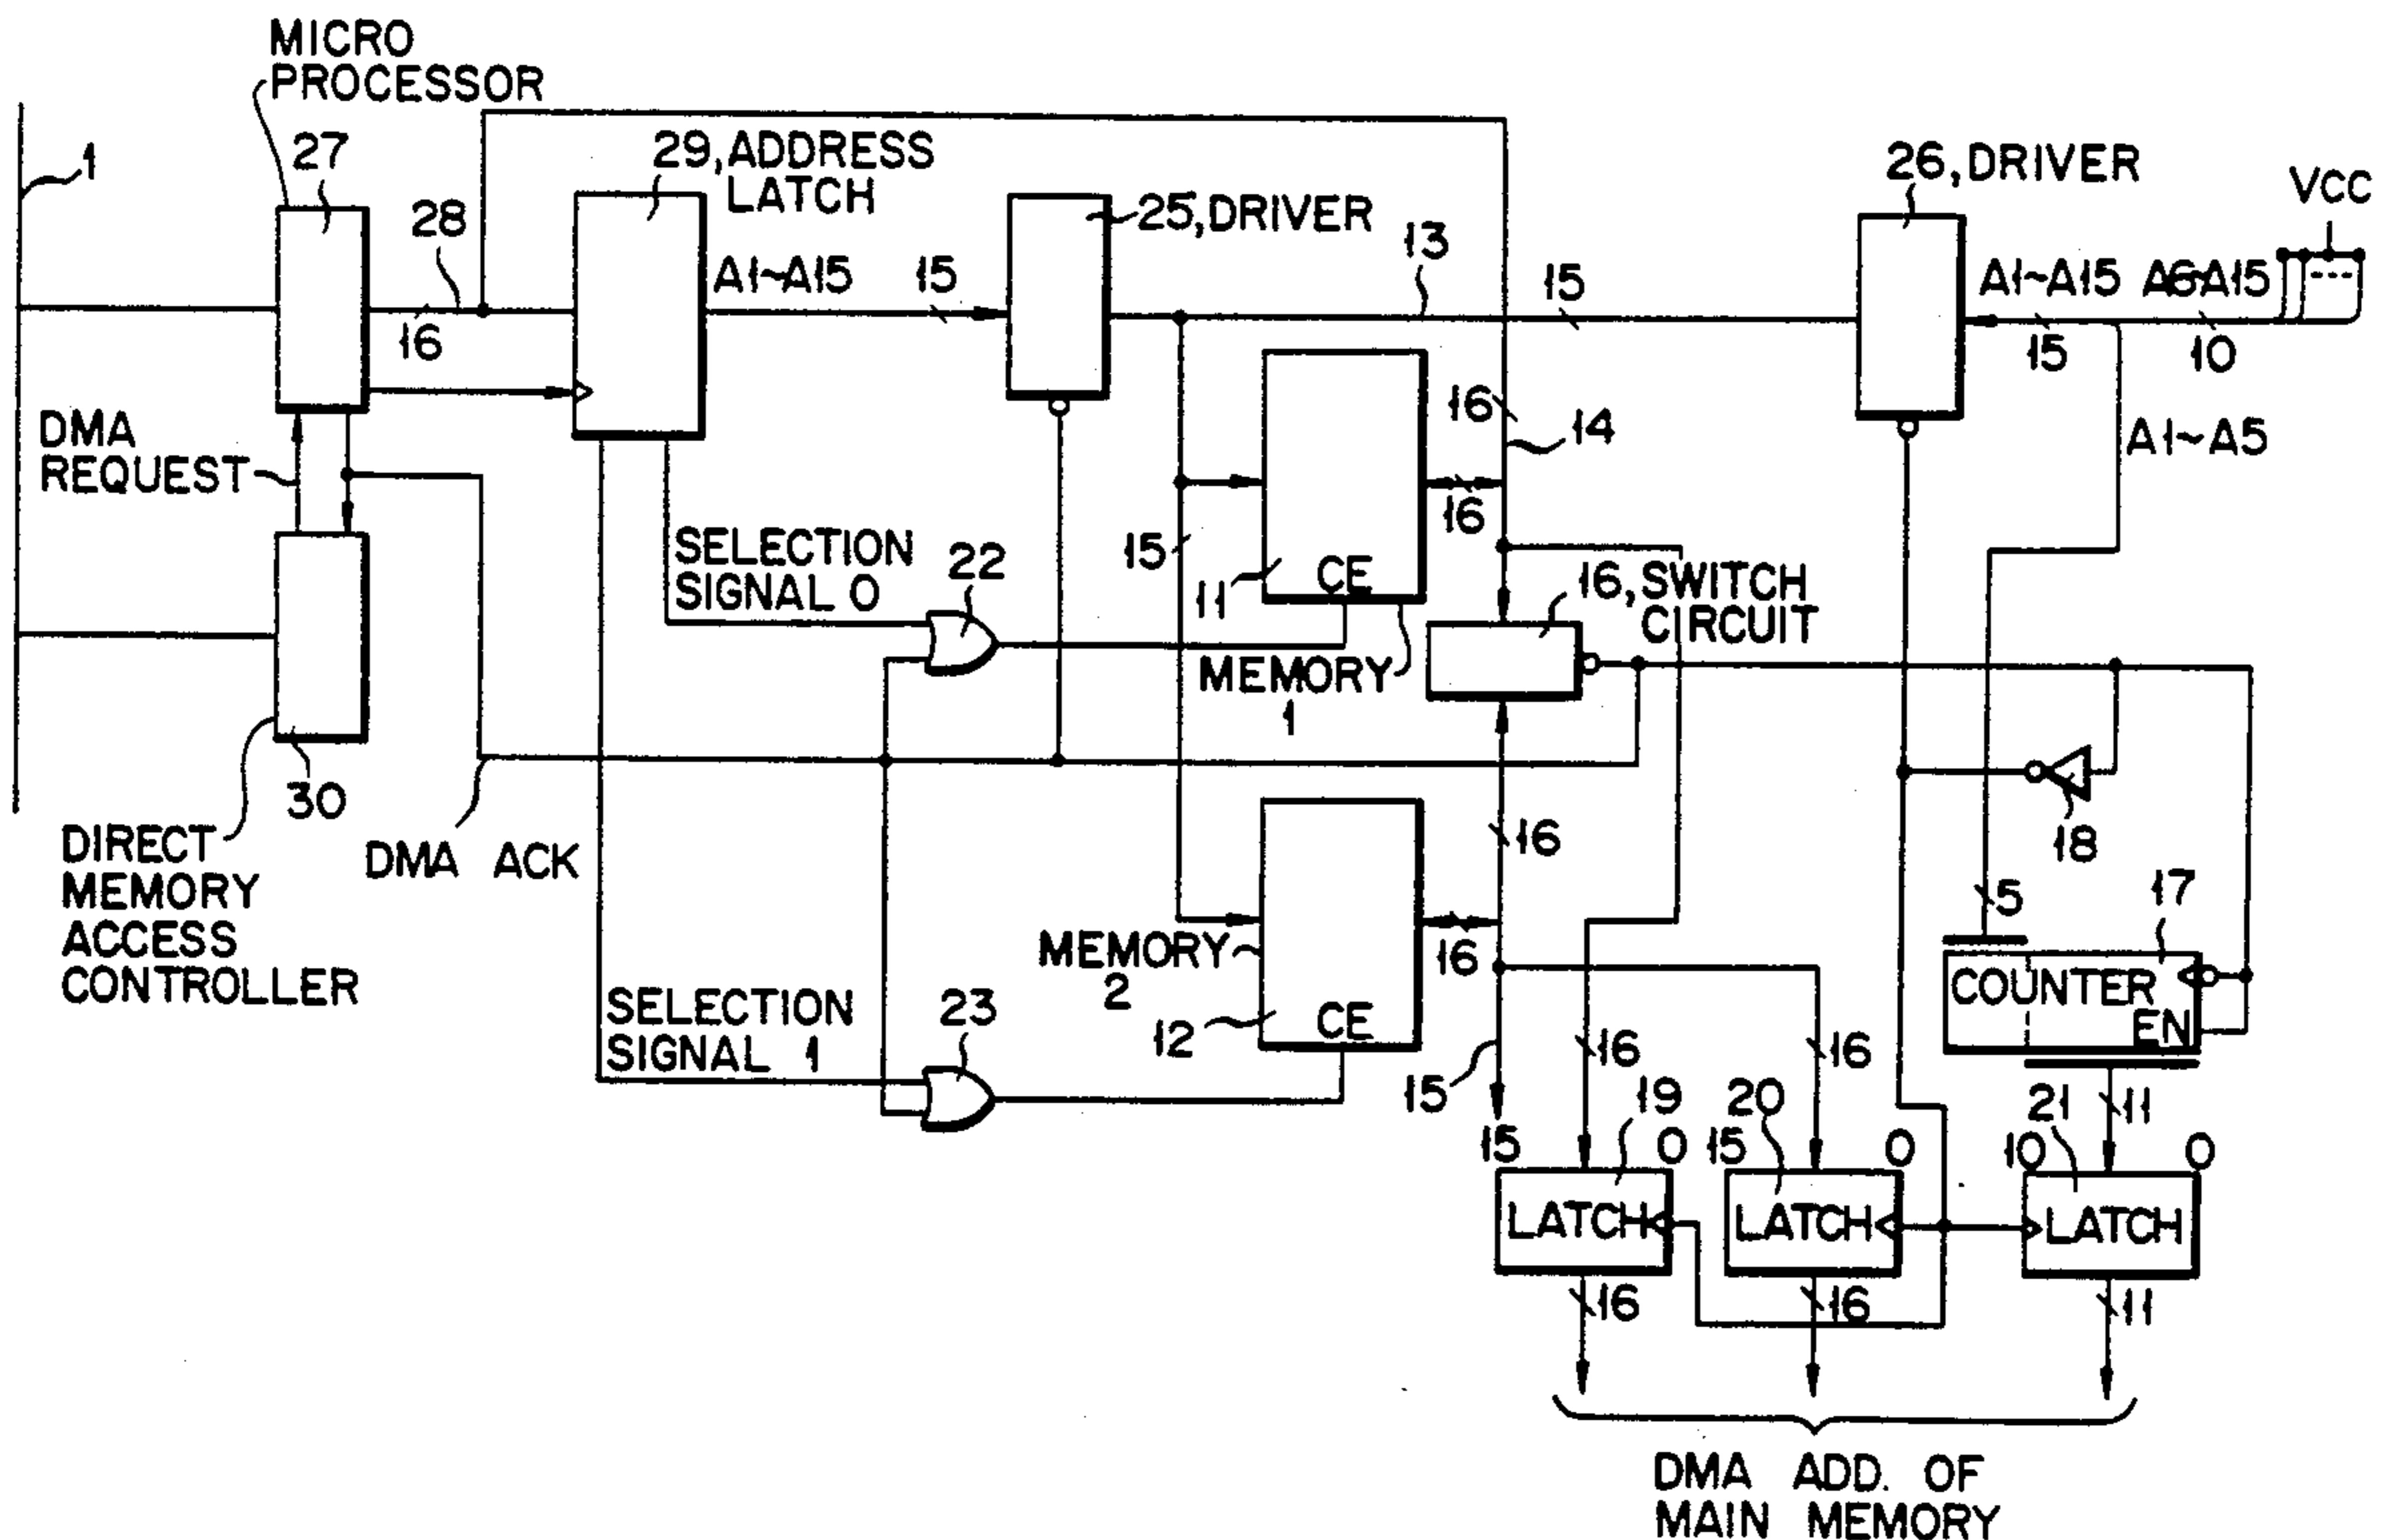 MICRO
PROCESSOR
1
27
28
16
29, ADDRESS
LATCH
A1~A15
15
25, DRIVER
13
15
26, DRIVER
VCC
A1~A15
A6~A15
15
10
A1~A5
DMA
REQUEST
16
14
16
15
11
CE
MEMORY
1
SELECTION
SIGNAL 0
22
16, SWITCH
CIRCUIT
30
DIRECT
MEMORY
ACCESS
CONTROLLER
DMA ACK
16
18
5
17
COUNTER
EN
MEMORY
2
12
CE
16
SELECTION
SIGNAL 1
23
15
16
16
11
15
19
0
15
20
0
10
21
0
LATCH
LATCH
LATCH
16
16
11
DMA ADD. OF
MAIN MEMORY